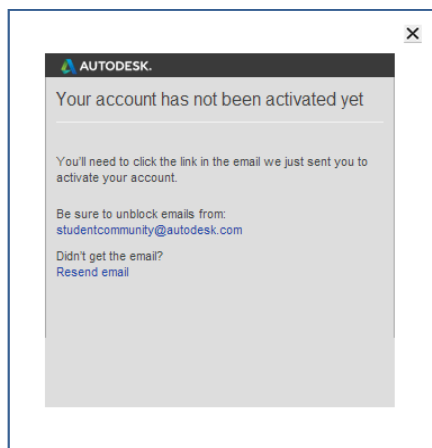 AUTODESK.
Your account has not been activated yet
You'll need to click the link in the email we just sent you to
activate your account.
Be sure to unblock emails from:
studentcommunity@autodesk.com
Didn't get the email?
Resend email